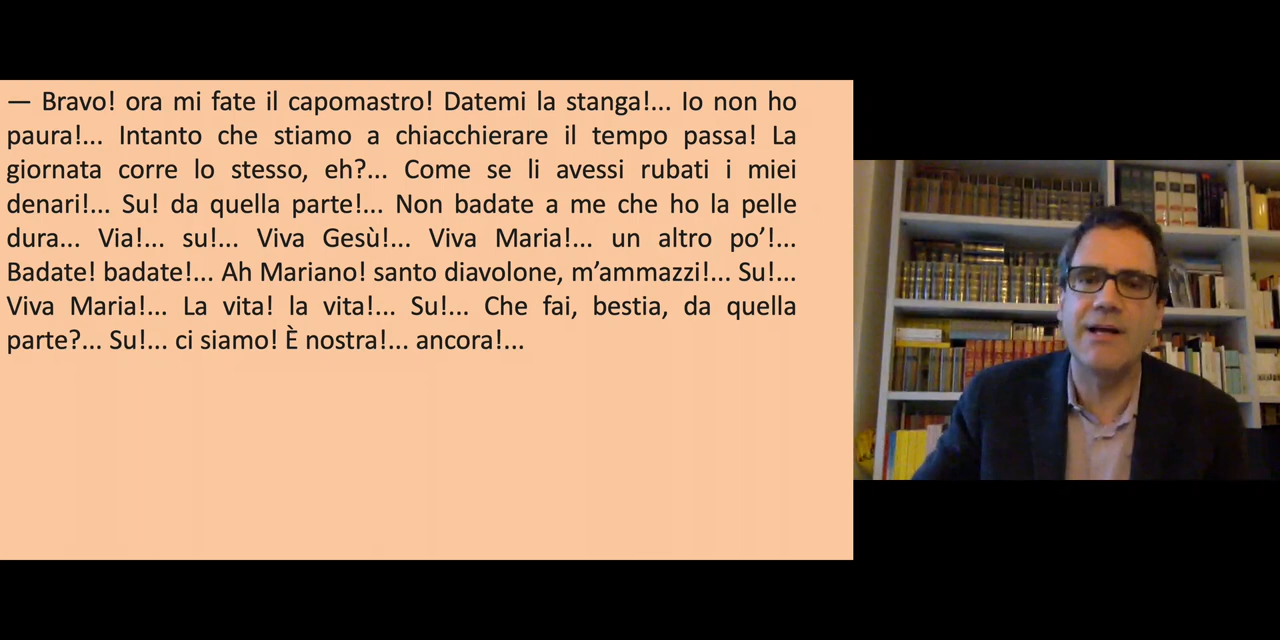 — Bravo! ora mi fate il capomastro! Datemi la stanga!... Io non ho
paura!... Intanto che stiamo a chiacchierare il tempo passa! La
giornata corre lo stesso, eh?... Come se li avessi rubati i miei
denari!... Su! da quella parte!... Non badate a me che ho la pelle
dura... Via!... su!... Viva Gesù!... Viva Maria!... un altro po’!...
Badate! badate!... Ah Mariano! santo diavolone, m’ammazzi!... Su!...
Viva Maria!... La vita! la vita!... Su!... Che fai, bestia, da quella
parte?... Su!... ci siamo! È nostra!... ancora!...